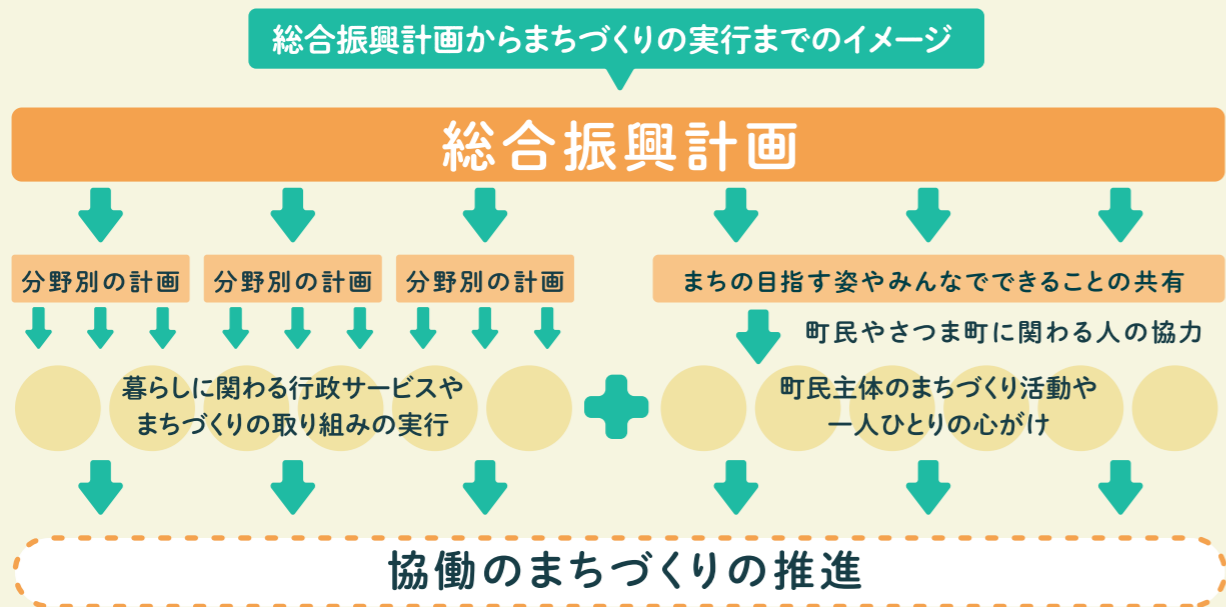 総合振興計画からまちづくりの実行までのイメージ
総合振興計画
分野別の計画
分野別の計画
分野別の計画
まちの目指す姿やみんなでできることの共有
町民やさつま町に関わる人の協力
暮らしに関わる行政サービスや
まちづくりの取り組みの実行
町民主体のまちづくり活動や
一人ひとりの心がけ
協働のまちづくりの推進